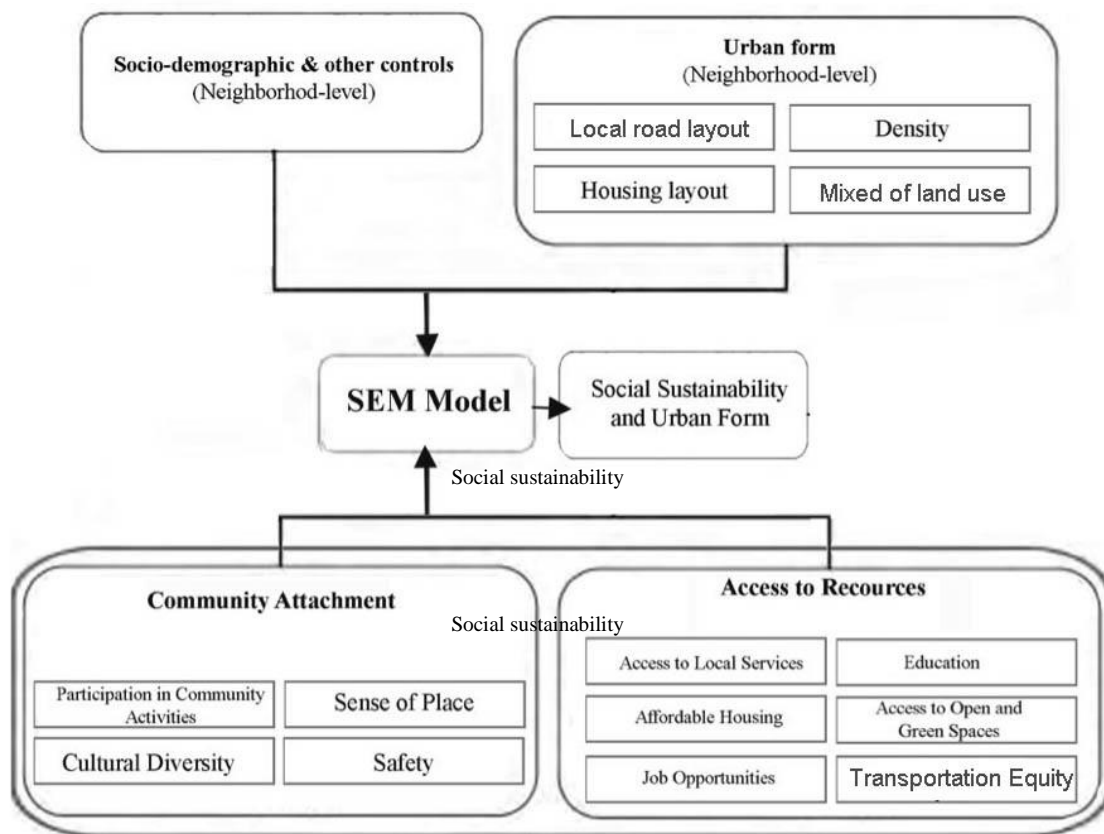 Socio-demographic & other controls
(Neighborhod-level)
Urban form
(Neighborhood-level)
Local road layout
Density
Housing layout
Mixed of land use
SEM Model
Social Sustainability
and Urban Form
Social sustainability
Community Attachment
Access to Recources
Social sustainability
Participation in Community
Activities
Sense of Place
Cultural Diversity
Safety
Access to Local Services
Education
Affordable Housing
Access to Open and
Green Spaces
Job Opportunities
Transportation Equity